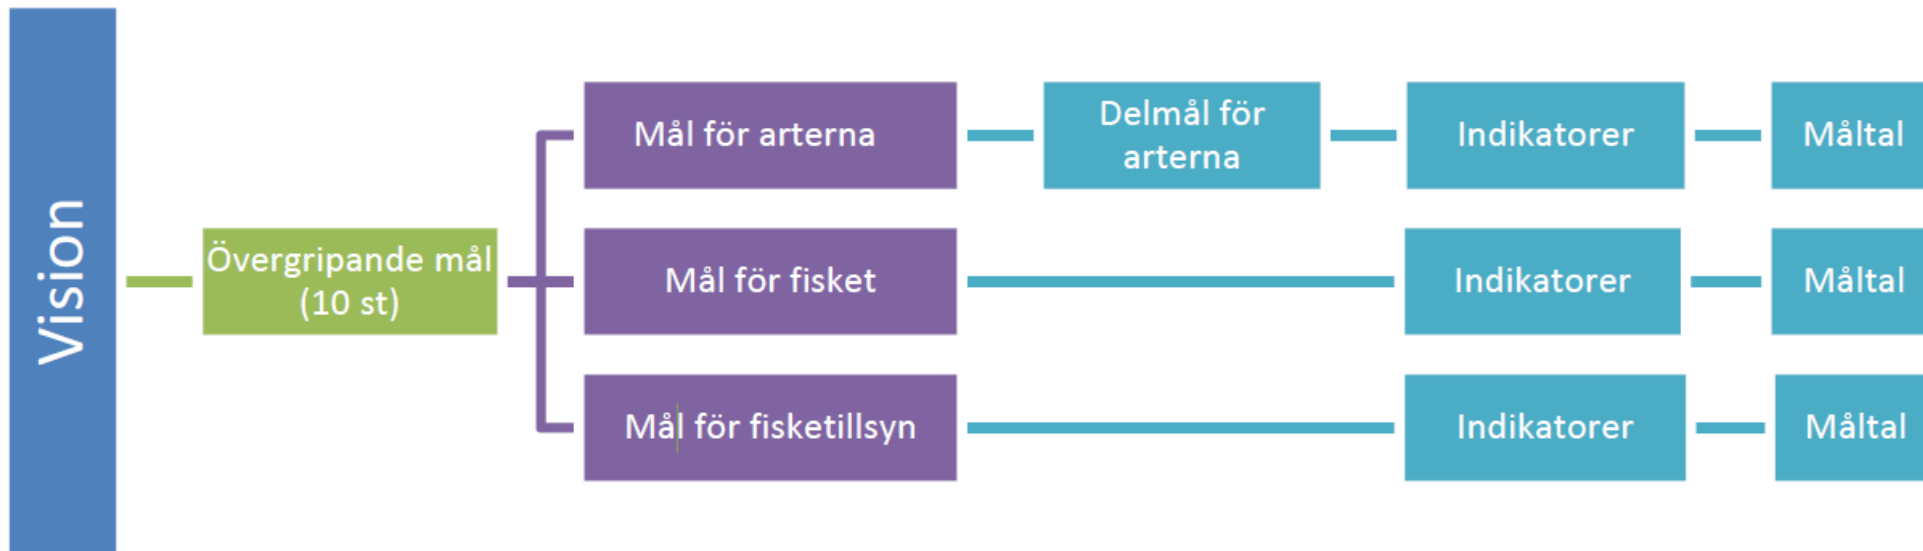 Vision
Övergripande mål
(10 st)
Mål för arterna
Delmål för
arterna
Indikatorer
Måltal
Mål för fisket
Indikatorer
Måltal
Mål för fisketillsyn
Indikatorer
Måltal